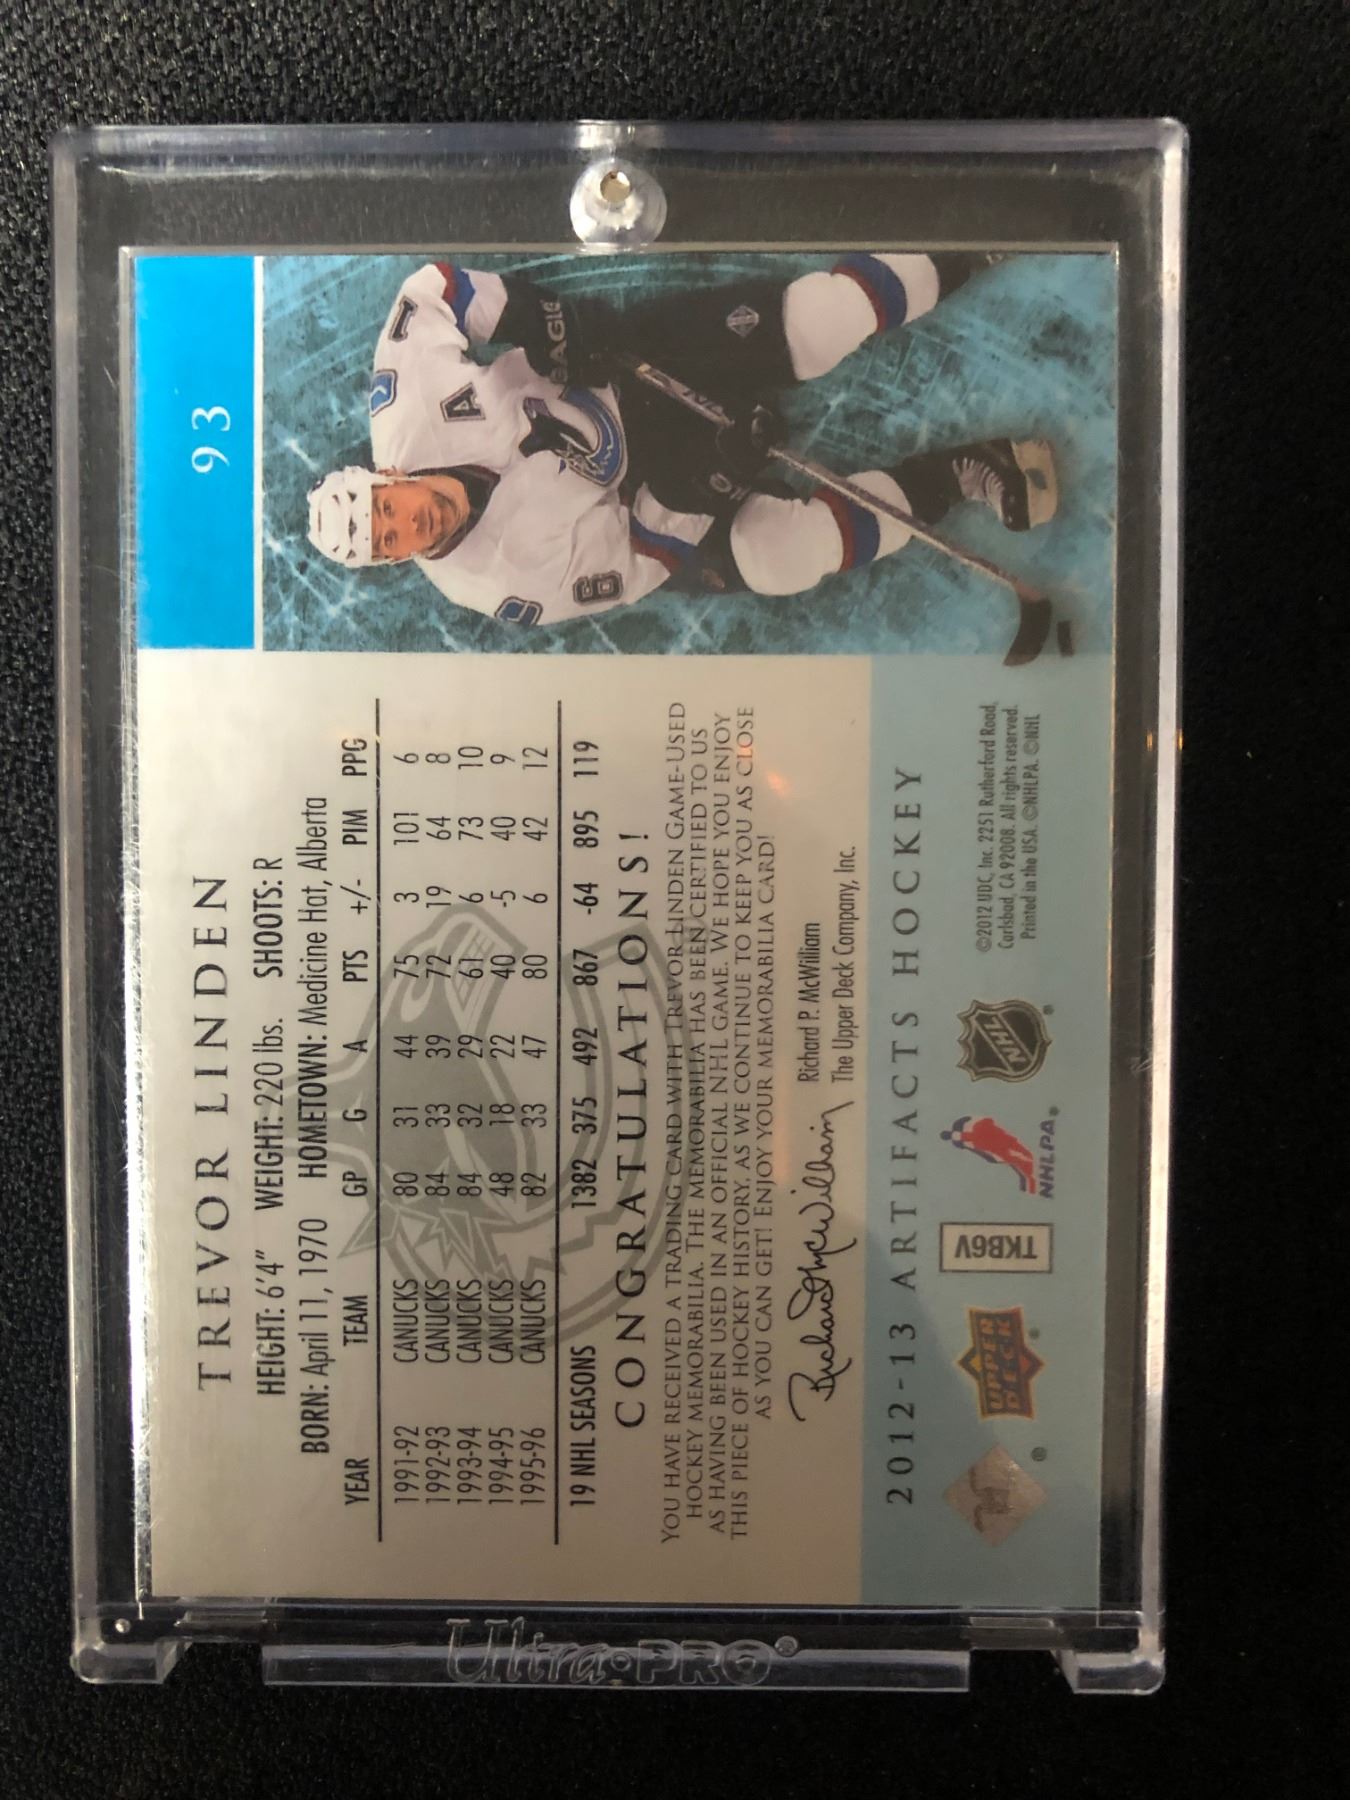 93
TREVOR LINDEN
HEIGHT: 6'4" WEIGHT: 220 lbs. SHOOTS: R
BORN: April 11, 1970 HOMETOWN: Medicine Hat, Alberta
YEAR TEAM GP G A PTS +/- PIM PPG
1991-92 CANUCKS 80 31 44 75 3 101 6
1992-93 CANUCKS 84 33 39 72 19 64 8
1993-94 CANUCKS 84 32 29 61 6 73 10
1994-95 CANUCKS 48 18 22 40 -5 40 9
1995-96 CANUCKS 82 33 47 80 6 42 12
19 NHL SEASONS 1382 375 492 867 -64 895 119
CONGRATULATIONS!
YOU HAVE RECEIVED A TRADING CARD WITH TREVOR LINDEN GAME-USED
HOCKEY MEMORABILIA. THE MEMORABILIA HAS BEEN CERTIFIED TO US
AS HAVING BEEN USED IN AN OFFICIAL NHL GAME. WE HOPE YOU ENJOY
THIS PIECE OF HOCKEY HISTORY, AS WE CONTINUE TO KEEP YOU AS CLOSE
AS YOU CAN GET! ENJOY YOUR MEMORABILIA CARD!
Richard P. McWilliam
Richard P. McWilliam
The Upper Deck Company, Inc.
2012-13 ARTIFACTS HOCKEY
UPPER DECK®
TKB6V
NHLPA®
NHL®
©2012 UDC, Inc. 2251 Rutherford Road,
Carlsbad, CA 92008. All rights reserved.
Printed in the USA. ©NHLPA. ©NHL
A
EAGLE
6
Ultra·PRO®